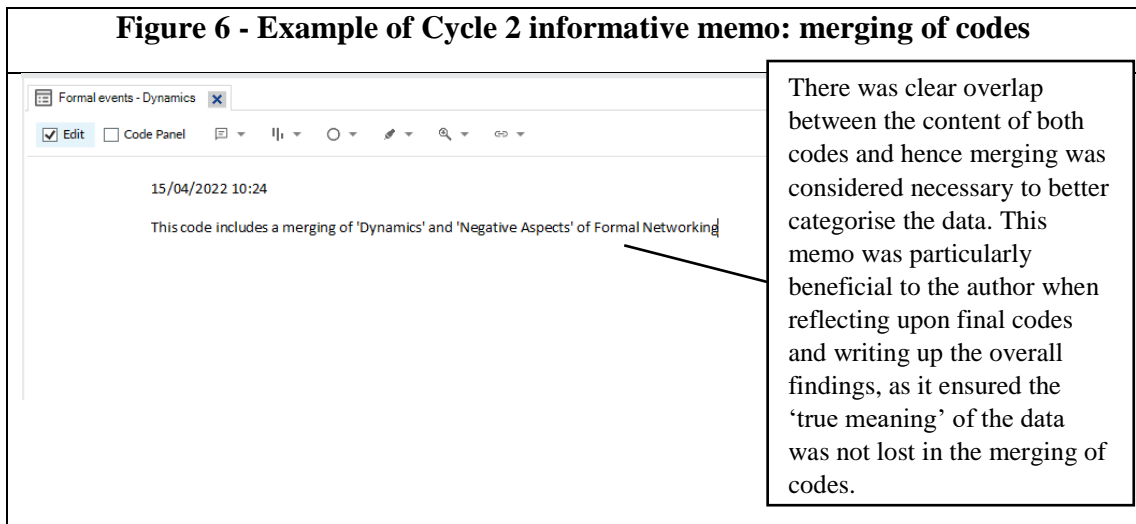 Figure 6 - Example of Cycle 2 informative memo: merging of codes
Formal events - Dynamics
Edit Code Panel
15/04/2022 10:24
This code includes a merging of 'Dynamics' and 'Negative Aspects' of Formal Networking
There was clear overlap
between the content of both
codes and hence merging was
considered necessary to better
categorise the data. This
memo was particularly
beneficial to the author when
reflecting upon final codes
and writing up the overall
findings, as it ensured the
‘true meaning’ of the data
was not lost in the merging of
codes.